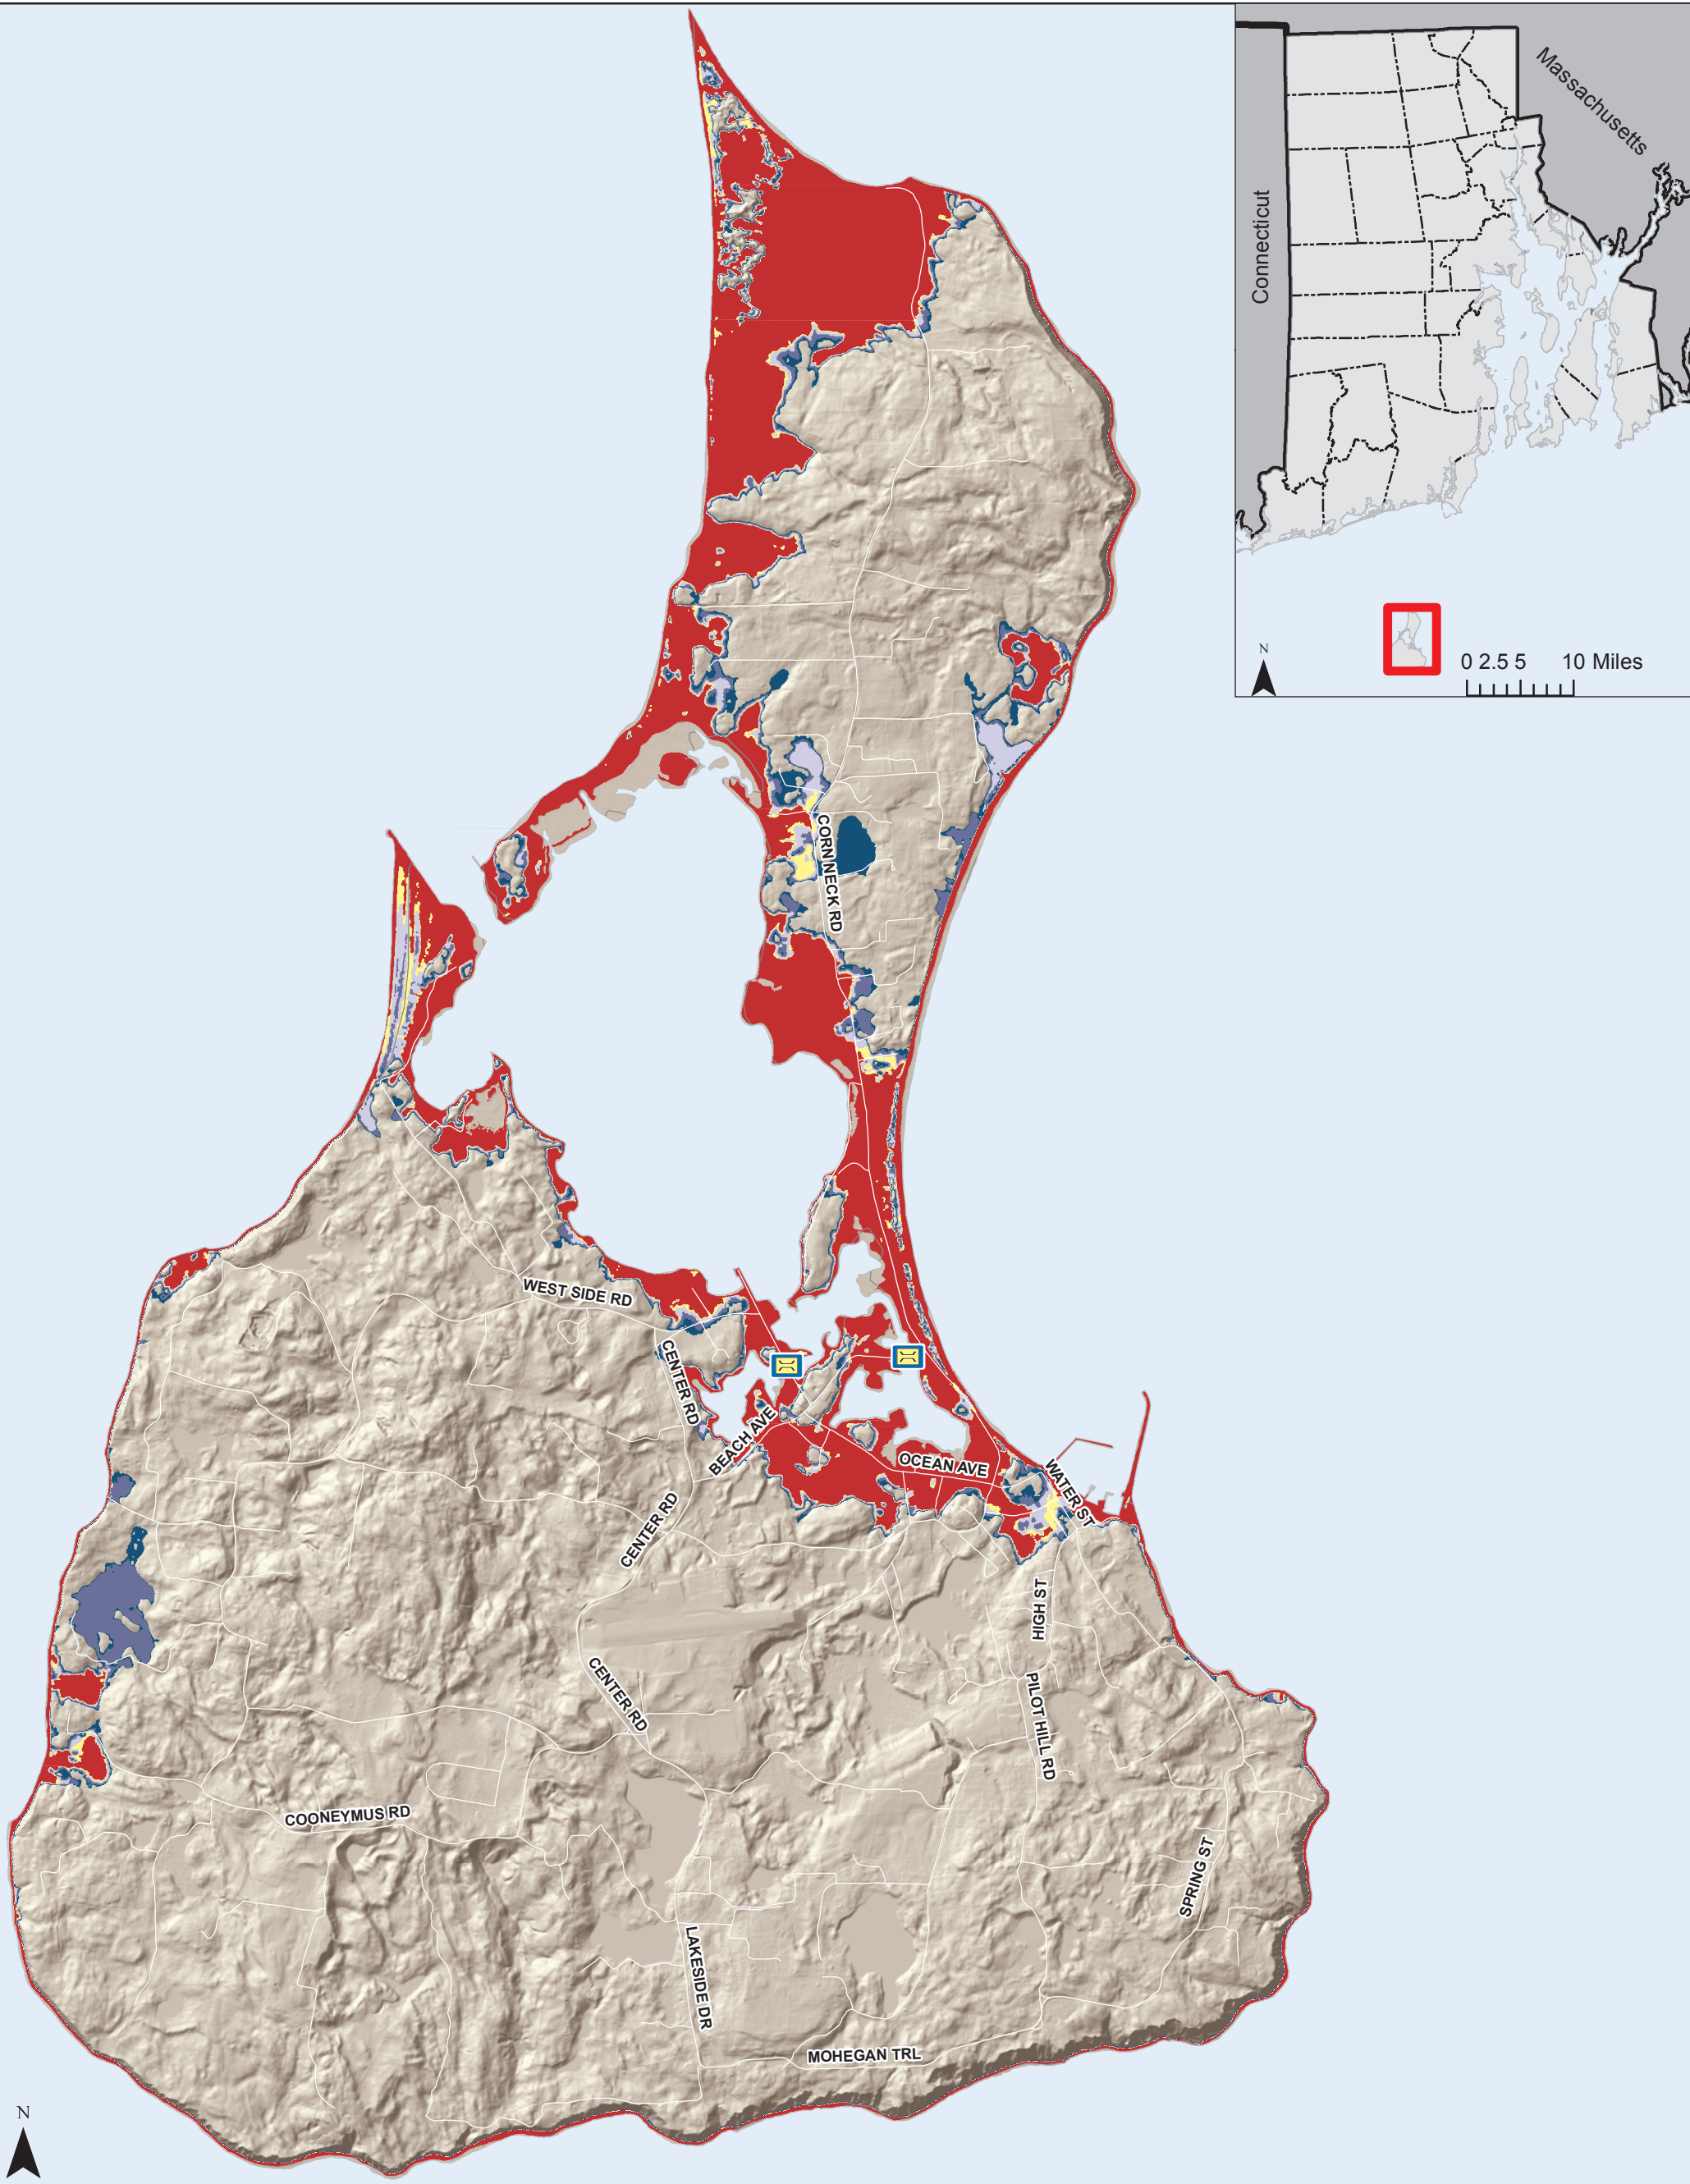 Massachusetts
Connecticut
N
0 2.5 5 10 Miles
CORN NECK RD
WEST SIDE RD
CENTER RD
BEACH AVE
OCEAN AVE
WATER ST
CENTER RD
HIGH ST
CENTER RD
PILOT HILL RD
COONEYMUS RD
SPRING ST
LAKESIDE DR
MOHEGAN TRL
N